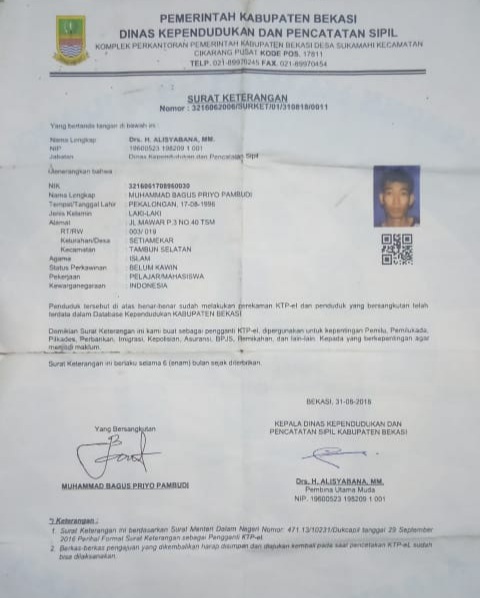 PEMERINTAH KABUPATEN BEKASI
DINAS KEPENDUDUKAN DAN PENCATATAN SIPIL
KOMPLEK PERKANTORAN PEMERINTAH KABUPATEN BEKASI DESA SUKAMAHI KECAMATAN
CIKARANG PUSAT KODE POS. 17811
TELP. 021-89970245 FAX. 021-89970454
SURAT KETERANGAN
Nomor : 3216062006/SURKET/01/310818/0011
Yang bertanda tangan di bawah ini :
Nama Lengkap : Drs. H. ALISYABANA, MM.
NIP : 19600523 198209 1 001
Jabatan : Dinas Kependudukan dan Pencatatan Sipil
Menerangkan bahwa :
NIK : 3216061708960030
Nama Lengkap : MUHAMMAD BAGUS PRIYO PAMBUDI
Tempat/Tanggal Lahir : PEKALONGAN, 17-08-1996
Jenis Kelamin : LAKI-LAKI
Alamat : JL MAWAR P.3 NO.40 TSM
RT/RW : 003/ 019
Kelurahan/Desa : SETIAMEKAR
Kecamatan : TAMBUN SELATAN
Agama : ISLAM
Status Perkawinan : BELUM KAWIN
Pekerjaan : PELAJAR/MAHASISWA
Kewarganegaraan : INDONESIA
Penduduk tersebut di atas benar-benar sudah melakukan perekaman KTP-el dan penduduk yang bersangkutan telah
terdata dalam Database Kependudukan KABUPATEN BEKASI
Demikian Surat Keterangan ini kami buat sebagai pengganti KTP-el, dipergunakan untuk kepentingan Pemilu, Pemilukada,
Pilkades, Perbankan, Imigrasi, Kepolisian, Asuransi, BPJS, Pernikahan, dan lain-lain. Kepada yang berkepentingan agar
menjadi maklum.
Surat Keterangan ini berlaku selama 6 (enam) bulan sejak diterbitkan.
BEKASI, 31-08-2018
KEPALA DINAS KEPENDUDUKAN DAN
PENCATATAN SIPIL KABUPATEN BEKASI
Yang Bersangkutan
MUHAMMAD BAGUS PRIYO PAMBUDI
Drs. H. ALISYABANA, MM.
Pembina Utama Muda
NIP. 19600523 198209 1 001
*) Keterangan :
1. Surat Keterangan ini berdasarkan Surat Menteri Dalam Negeri Nomor: 471.13/10231/Dukcapil tanggal 29 September
2016 Perihal Format Surat Keterangan sebagai Pengganti KTP-el
2. Berkas-berkas pengajuan yang dikembalikan harap disimpan dan diajukan kembali pada saat pencetakan KTP-eL sudah
bisa dilaksanakan.